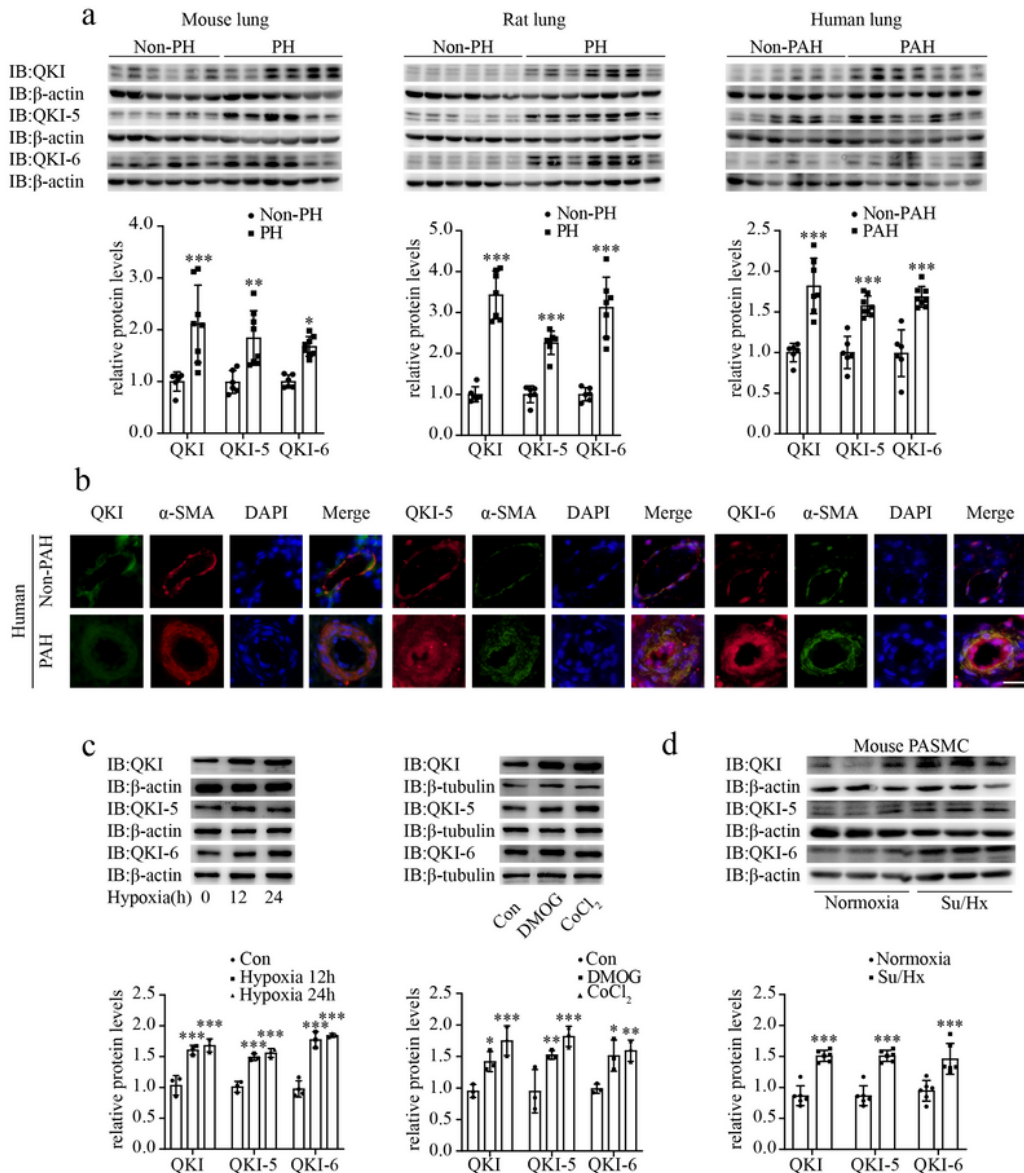 a
Mouse lung
Rat lung
Human lung
Non-PH PH
Non-PH PH
Non-PAH PAH
IB:QKI
IB:β-actin
IB:QKI-5
IB:β-actin
IB:QKI-6
IB:β-actin
Non-PH
PH
4.0
3.0
2.0
1.0
0.0
relative protein levels
***
**
*
QKI QKI-5 QKI-6
Non-PH
PH
5.0
4.0
3.0
2.0
1.0
0.0
relative protein levels
***
***
***
QKI QKI-5 QKI-6
Non-PAH
PAH
2.5
2.0
1.5
1.0
0.5
0.0
relative protein levels
***
***
***
QKI QKI-5 QKI-6
b
QKI α-SMA DAPI Merge QKI-5 α-SMA DAPI Merge QKI-6 α-SMA DAPI Merge
Human
Non-PAH
PAH
c
IB:QKI
IB:β-actin
IB:QKI-5
IB:β-actin
IB:QKI-6
IB:β-actin
Hypoxia(h) 0 12 24
IB:QKI
IB:β-tubulin
IB:QKI-5
IB:β-tubulin
IB:QKI-6
IB:β-tubulin
Con DMOG CoCl₂
d
Mouse PASMC
IB:QKI
IB:β-actin
IB:QKI-5
IB:β-actin
IB:QKI-6
IB:β-actin
Normoxia Su/Hx
Con
Hypoxia 12h
Hypoxia 24h
2.5
2.0
1.5
1.0
0.5
0.0
relative protein levels
*** ***
*** ***
*** ***
QKI QKI-5 QKI-6
Con
DMOG
CoCl₂
2.5
2.0
1.5
1.0
0.5
0.0
relative protein levels
* ***
** ***
* **
QKI QKI-5 QKI-6
Normoxia
Su/Hx
2.5
2.0
1.5
1.0
0.5
0.0
relative protein levels
***
***
***
QKI QKI-5 QKI-6